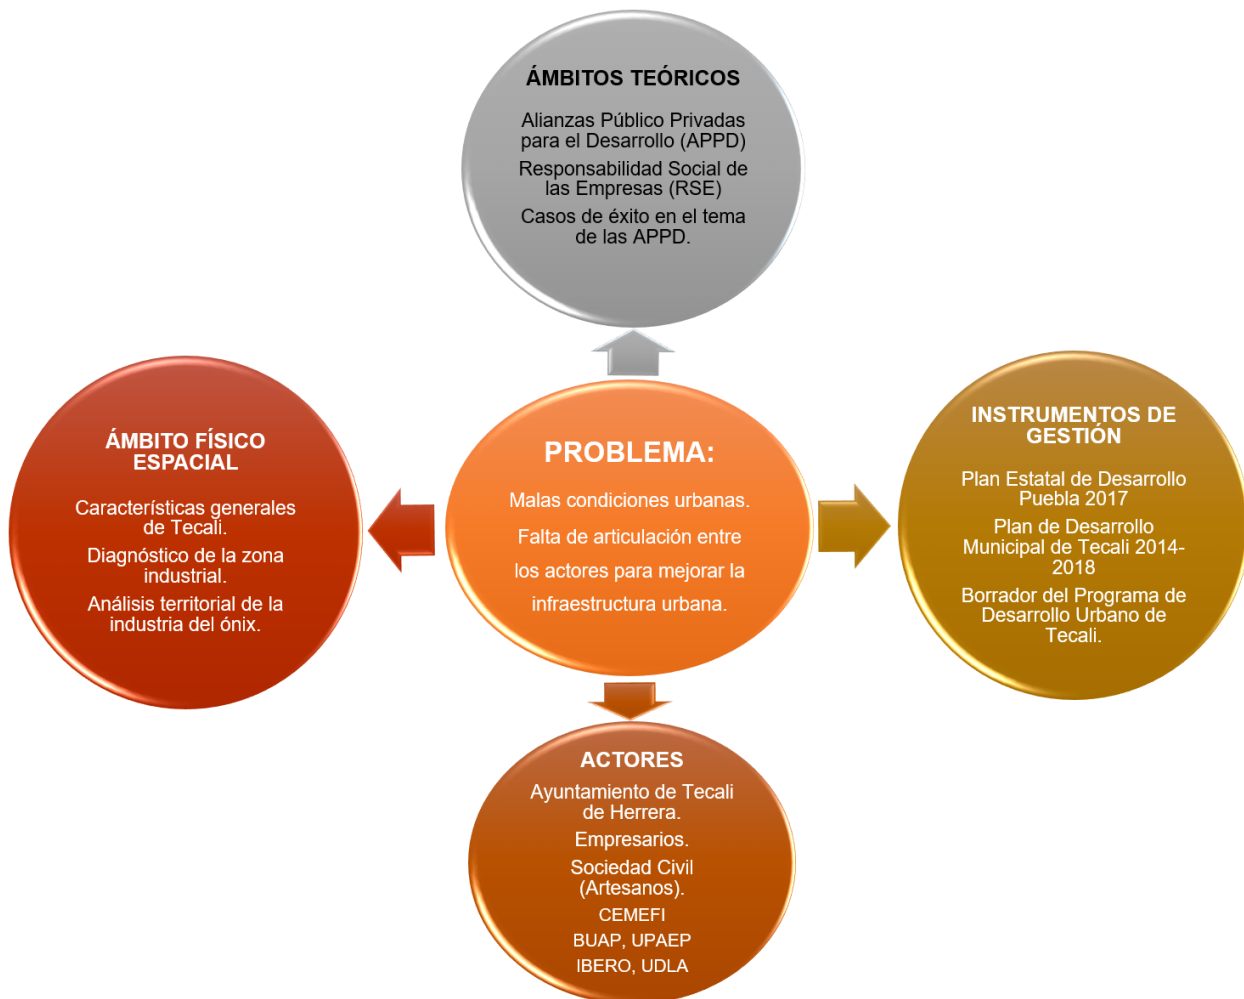 ÁMBITOS TEÓRICOS
Alianzas Público Privadas
para el Desarrollo (APPD)
Responsabilidad Social de
las Empresas (RSE)
Casos de éxito en el tema
de las APPD.
ÁMBITO FÍSICO
ESPACIAL
Características generales
de Tecali.
Diagnóstico de la zona
industrial.
Análisis territorial de la
industria del ónix.
PROBLEMA:
Malas condiciones urbanas.
Falta de articulación entre
los actores para mejorar la
infraestructura urbana.
INSTRUMENTOS DE
GESTIÓN
Plan Estatal de Desarrollo
Puebla 2017
Plan de Desarrollo
Municipal de Tecali 2014-
2018
Borrador del Programa de
Desarrollo Urbano de
Tecali.
ACTORES
Ayuntamiento de Tecali
de Herrera.
Empresarios.
Sociedad Civil
(Artesanos).
CEMEFI
BUAP, UPAEP
IBERO, UDLA